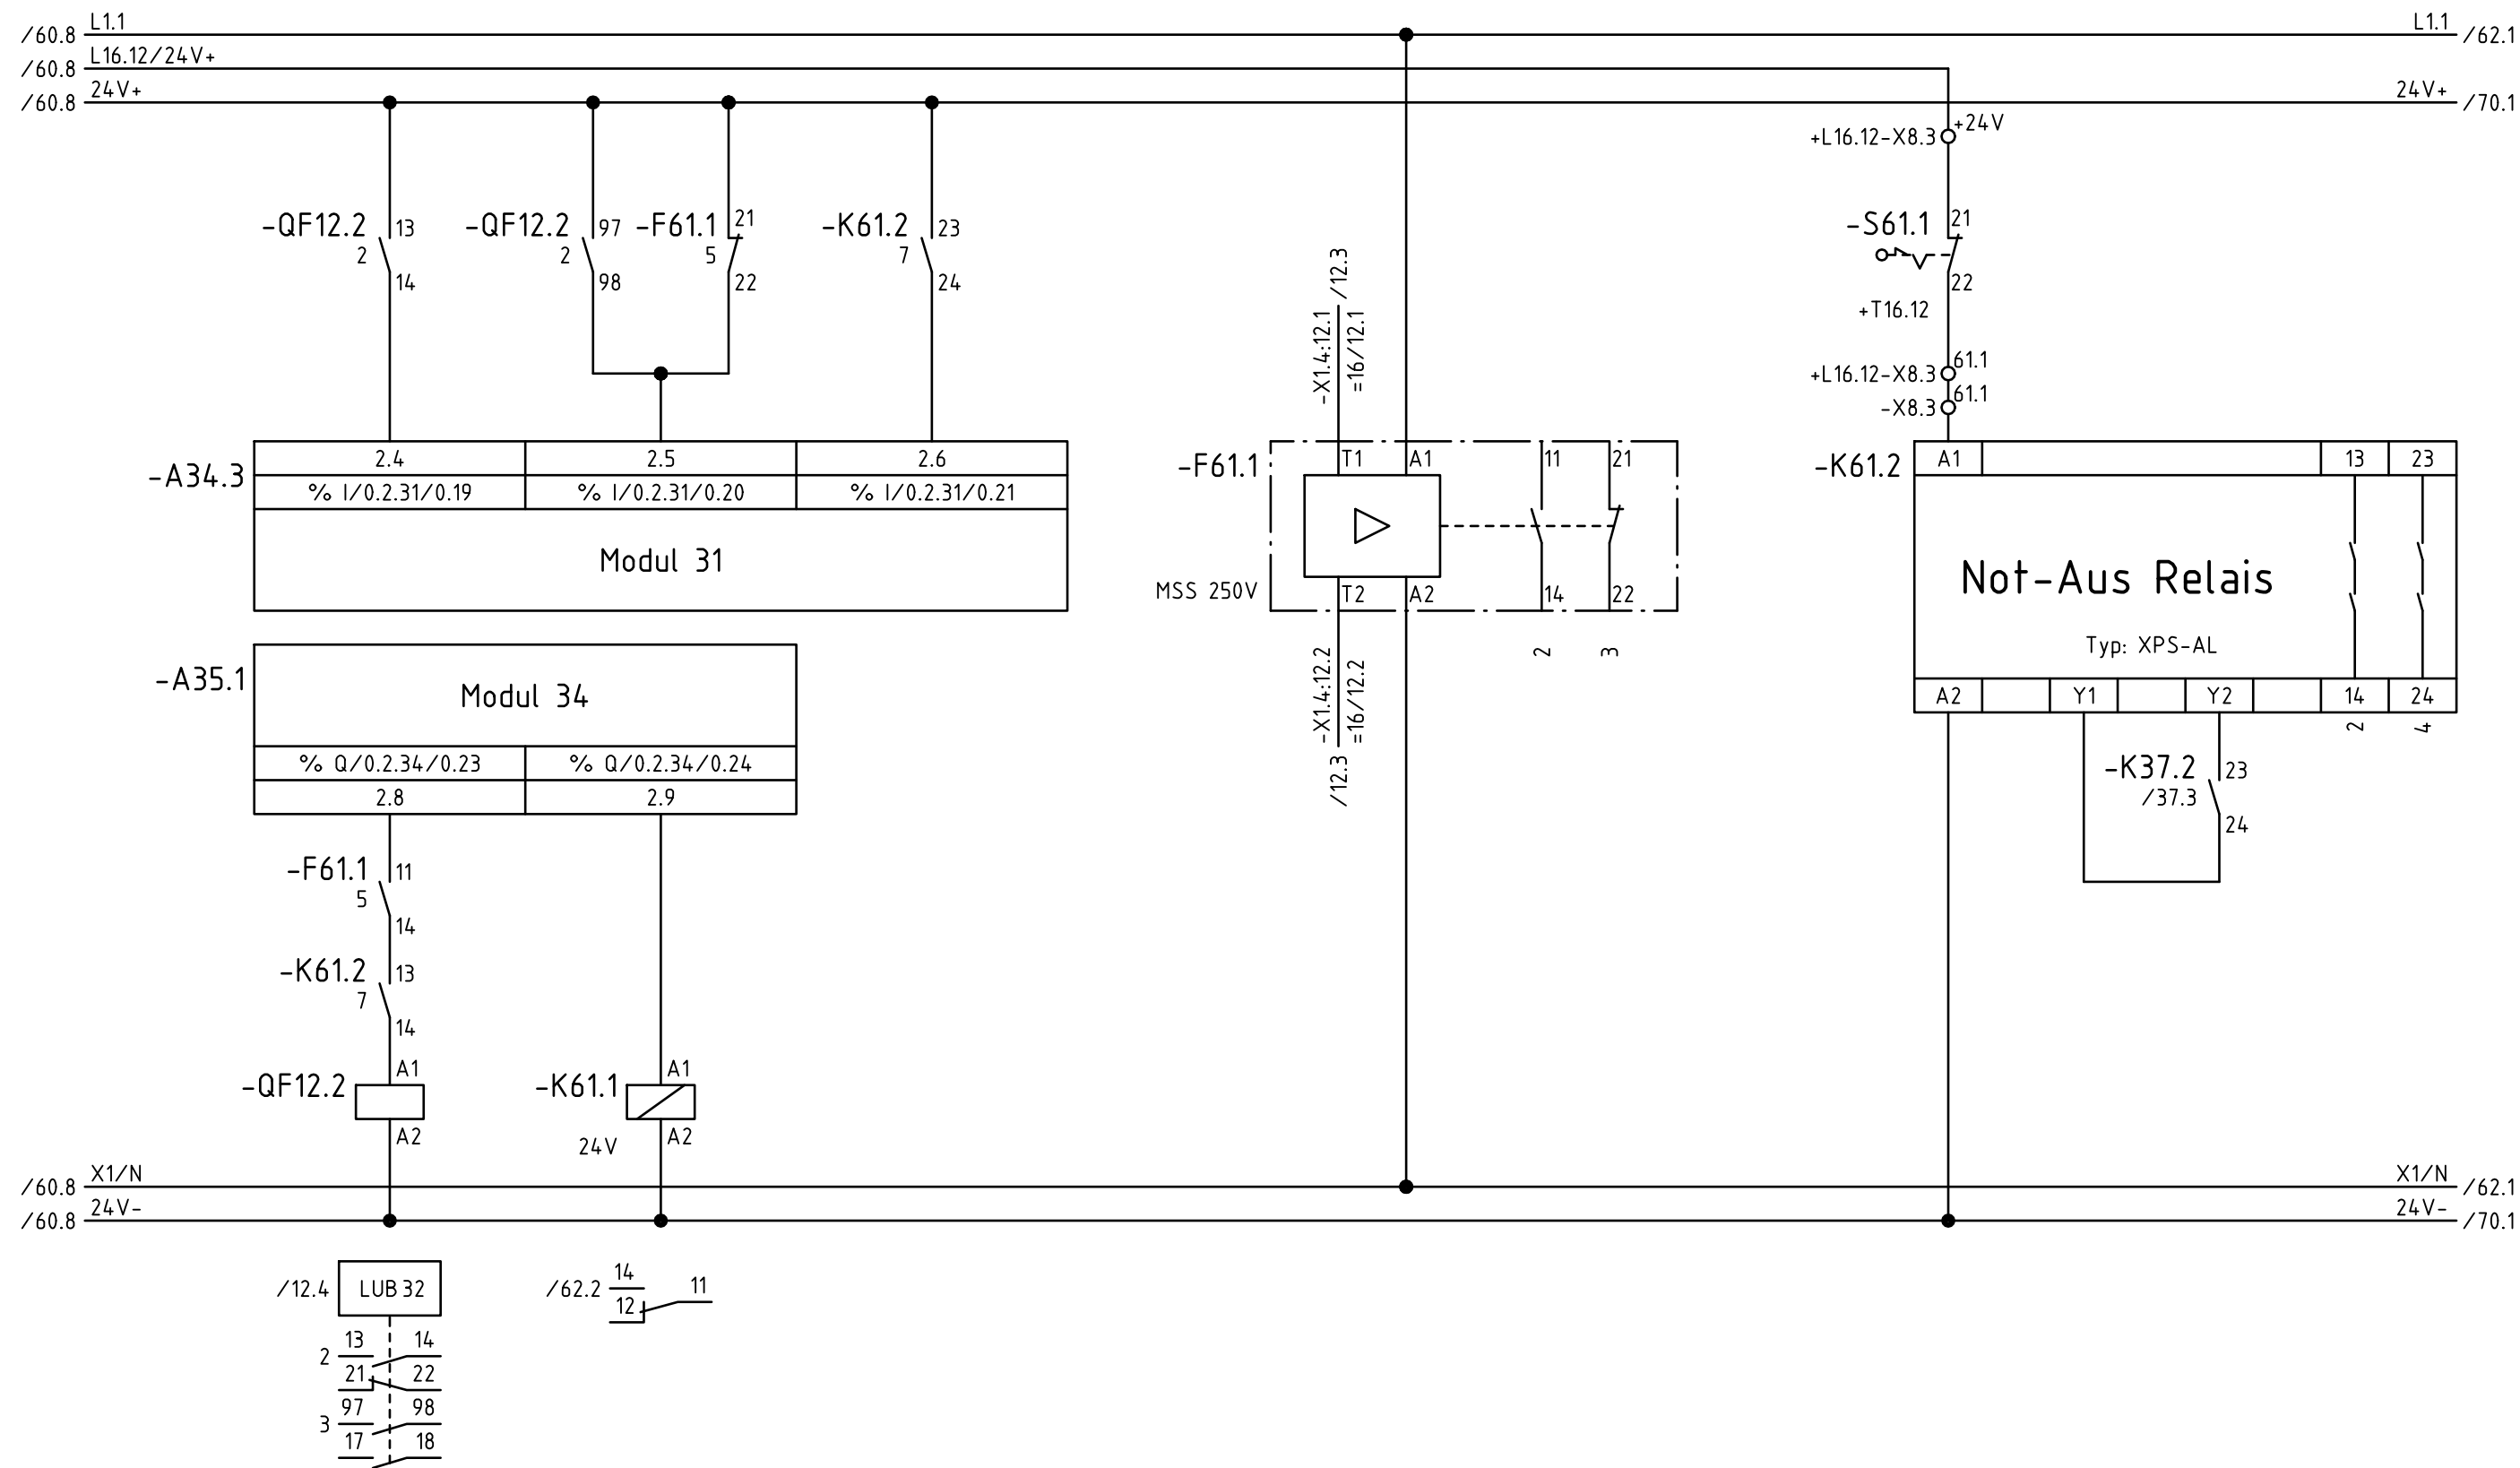 /60.8 L1.1 L1.1 /62.1
/60.8 L16.12/24V+
/60.8 24V+ 24V+ /70.1
+L16.12-X8.3 +24V
-QF12.2 13
2
14
-QF12.2 97
2
98
-F61.1 21
5
22
-K61.2 23
7
24
-S61.1 21
22
+T16.12
+L16.12-X8.3 61.1
-X8.3 61.1
/12.3
-X1.4:12.1
=16/12.1
-A34.3
2.4 2.5 2.6
% I/0.2.31/0.19 % I/0.2.31/0.20 % I/0.2.31/0.21
Modul 31
-F61.1
T1 A1 11 21
MSS 250V
T2 A2 14 22
2 3
-X1.4:12.2
=16/12.2
/12.3
-K61.2
A1 13 23
Not-Aus Relais
Typ: XPS-AL
A2 Y1 Y2 14 24
2 4
-K37.2 23
/37.3
24
-A35.1
Modul 34
% Q/0.2.34/0.23 % Q/0.2.34/0.24
2.8 2.9
-F61.1 11
5
14
-K61.2 13
7
14
-QF12.2 A1
A2
-K61.1 A1
24V A2
/60.8 X1/N X1/N /62.1
/60.8 24V- 24V- /70.1
/12.4 LUB 32
2 13 14
21 22
3 97 98
17 18
/62.2 14 11
12